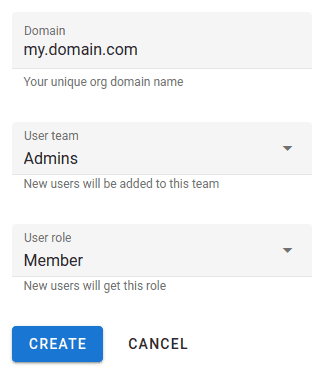 Domain
my.domain.com
Your unique org domain name
User team
Admins
New users will be added to this team
User role
Member
New users will get this role
CREATE CANCEL